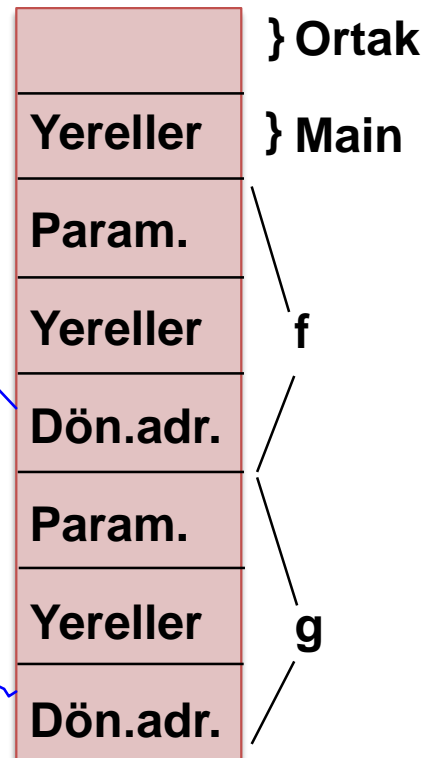 } Ortak
Yereller } Main
Param.
Yereller
f
Dön.adr.
Param.
Yereller
g
Dön.adr.